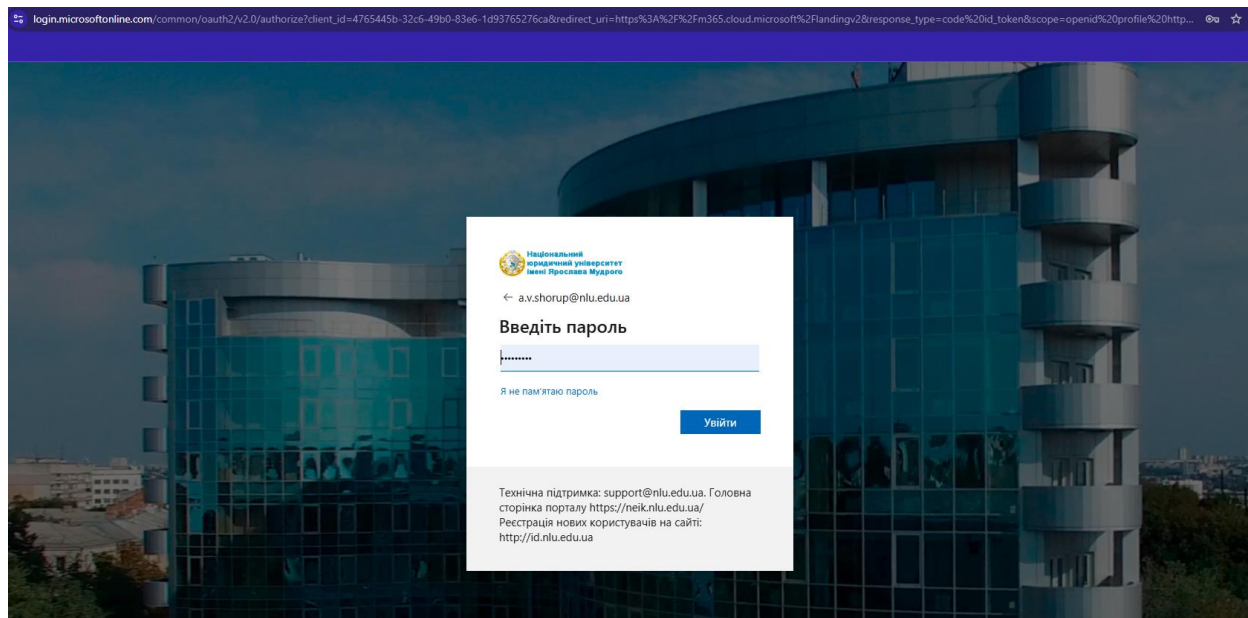 login.microsoftonline.com/common/oauth2/v2.0/authorize?client_id=4765445b-32c6-49b0-83e6-1d93765276ca&redirect_uri=https%3A%2F%2Fm365.cloud.microsoft%2Flandingv2&response_type=code%20id_token&scope=openid%20profile%20http...
Національний
юридичний університет
імені Ярослава Мудрого
← a.v.shorup@nlu.edu.ua
Введіть пароль
Я не пам'ятаю пароль
Увійти
Технічна підтримка: support@nlu.edu.ua. Головна
сторінка порталу https://neik.nlu.edu.ua/
Реєстрація нових користувачів на сайті:
http://id.nlu.edu.ua